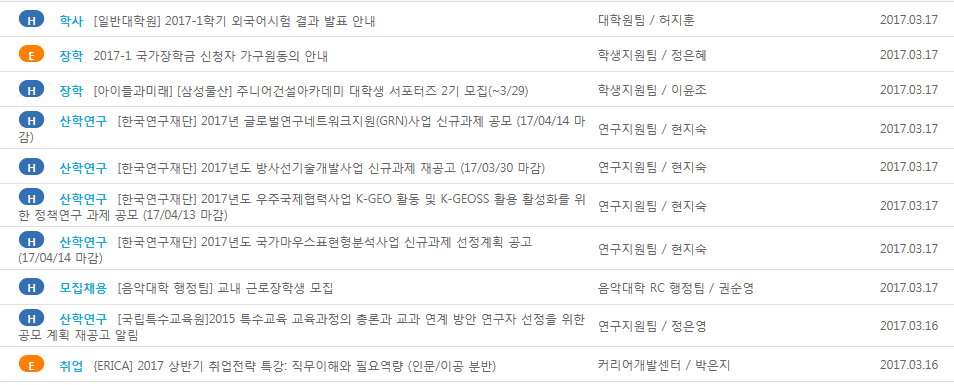 H 학사 [일반대학원] 2017-1학기 외국어시험 결과 발표 안내 대학원팀 / 허지훈 2017.03.17
E 장학 2017-1 국가장학금 신청자 가구원동의 안내 학생지원팀 / 정은혜 2017.03.17
H 장학 [아이들과미래] [삼성물산] 주니어건설아카데미 대학생 서포터즈 2기 모집(~3/29) 학생지원팀 / 이윤조 2017.03.17
H 산학연구 [한국연구재단] 2017년 글로벌연구네트워크지원(GRN)사업 신규과제 공모 (17/04/14 마
감) 연구지원팀 / 현지숙 2017.03.17
H 산학연구 [한국연구재단] 2017년도 방사선기술개발사업 신규과제 재공고 (17/03/30 마감) 연구지원팀 / 현지숙 2017.03.17
H 산학연구 [한국연구재단] 2017년도 우주국제협력사업 K-GEO 활동 및 K-GEOSS 활용 활성화를 위
한 정책연구 과제 공모 (17/04/13 마감) 연구지원팀 / 현지숙 2017.03.17
H 산학연구 [한국연구재단] 2017년도 국가마우스표현형분석사업 신규과제 선정계획 공고
(17/04/14 마감) 연구지원팀 / 현지숙 2017.03.17
H 모집채용 [음악대학 행정팀] 교내 근로장학생 모집 음악대학 RC 행정팀 / 권순영 2017.03.17
H 산학연구 [국립특수교육원]2015 특수교육 교육과정의 총론과 교과 연계 방안 연구자 선정을 위한
공모 계획 재공고 알림 연구지원팀 / 정은영 2017.03.16
E 취업 {ERICA] 2017 상반기 취업전략 특강: 직무이해와 필요역량 (인문/이공 분반) 커리어개발센터 / 박은지 2017.03.16